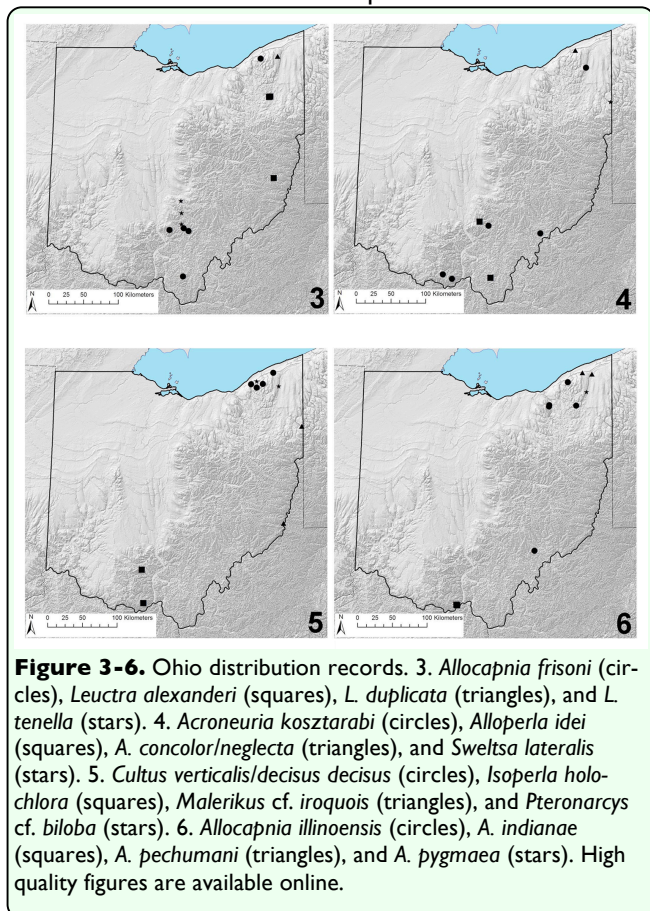 N
0 25 50 100 Kilometers
3
N
0 25 50 100 Kilometers
4
N
0 25 50 100 Kilometers
5
N
0 25 50 100 Kilometers
6
Figure 3-6. Ohio distribution records. 3. Allocapnia frisoni (cir-
cles), Leuctra alexanderi (squares), L. duplicata (triangles), and L.
tenella (stars). 4. Acroneuria kosztarabi (circles), Alloperla idei
(squares), A. concolor/neglecta (triangles), and Sweltsa lateralis
(stars). 5. Cultus verticalis/decisus decisus (circles), Isoperla holo-
chlora (squares), Malerikus cf. iroquois (triangles), and Pteronarcys
cf. biloba (stars). 6. Allocapnia illinoensis (circles), A. indianae
(squares), A. pechumani (triangles), and A. pygmaea (stars). High
quality figures are available online.